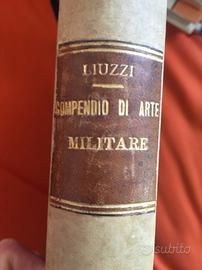 LIUZZI
COMPENDIO DI ARTE
MILITARE
subito